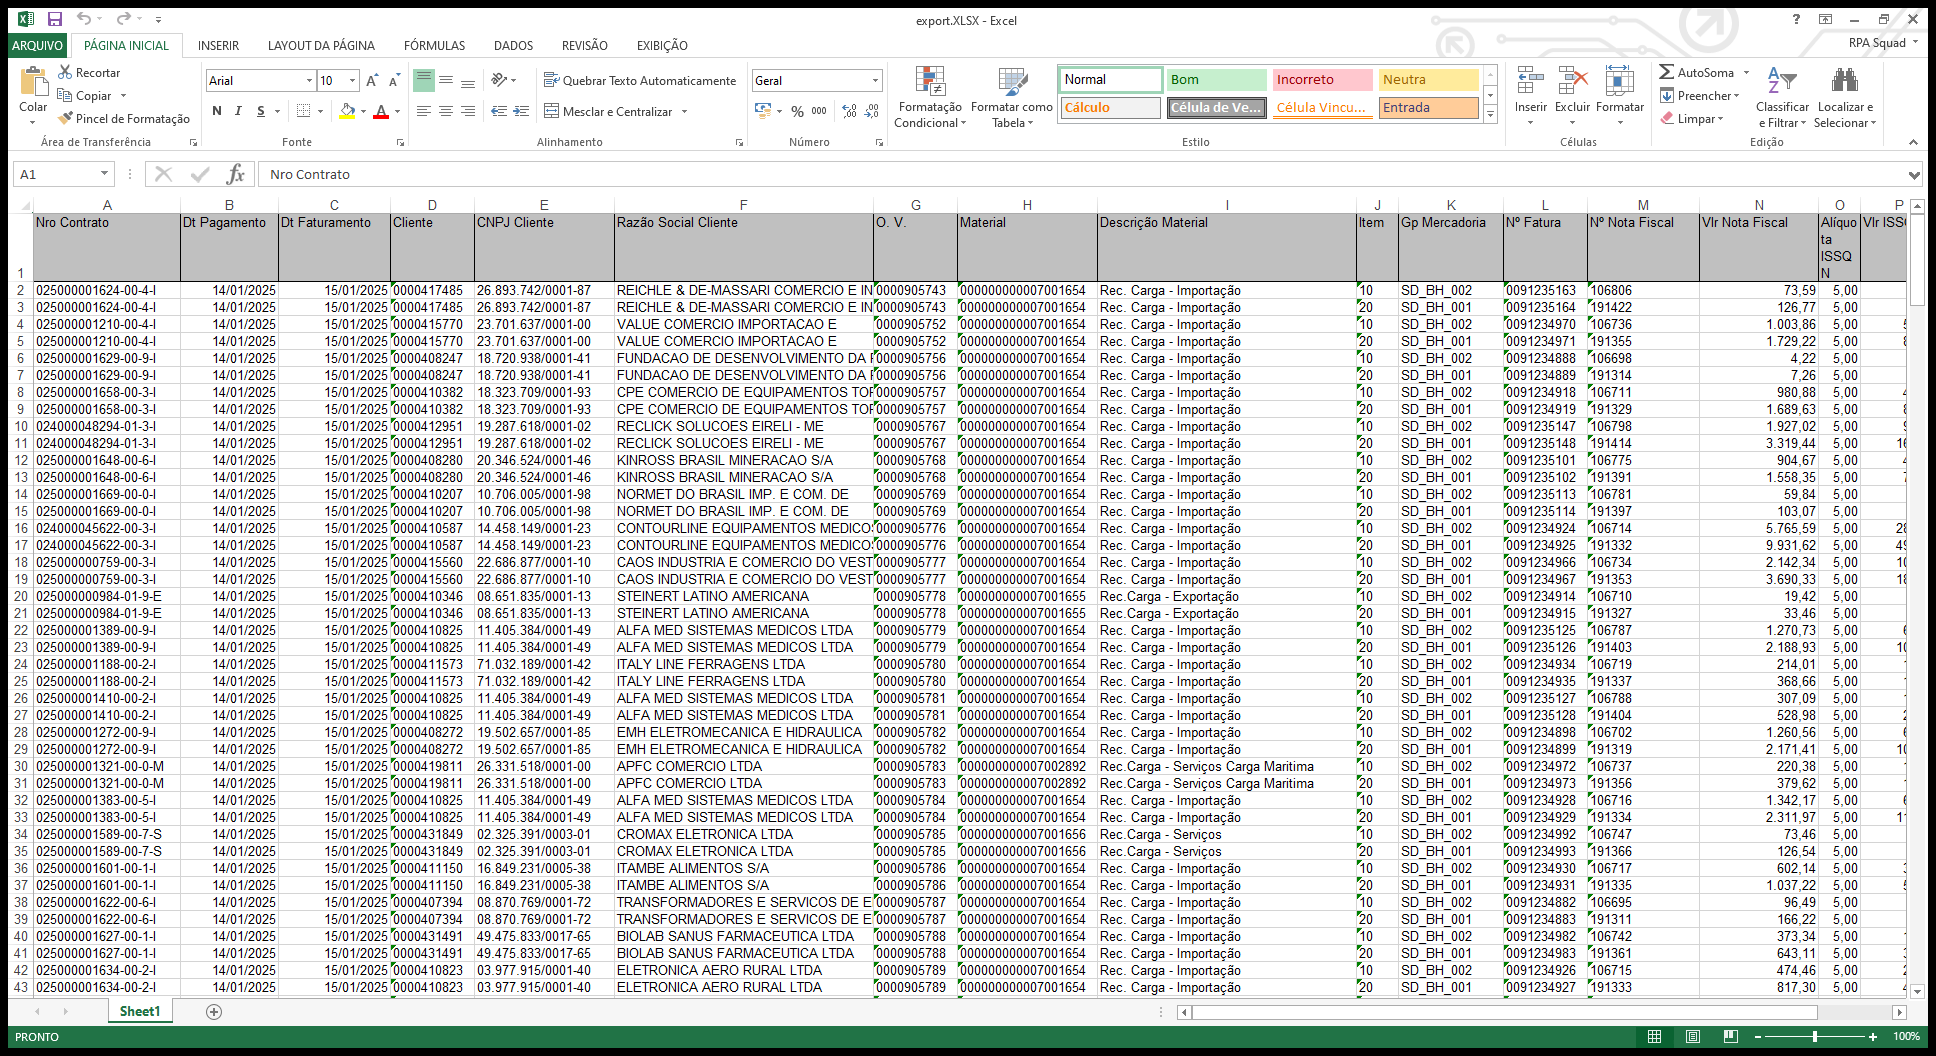 export.XLSX - Excel
ARQUIVO PÁGINA INICIAL INSERIR LAYOUT DA PÁGINA FÓRMULAS DADOS REVISÃO EXIBIÇÃO RPA Squad
Colar
Recortar
Copiar
Pincel de Formatação
Área de Transferência
Arial 10
N I S
Fonte
Quebrar Texto Automaticamente
Mesclar e Centralizar
Alinhamento
Geral
% 000
Número
Formatação Condicional
Formatar como Tabela
Normal Bom Incorreto Neutra
Cálculo Célula de Ve... Célula Vincu... Entrada
Estilo
Inserir Excluir Formatar
Células
AutoSoma
Preencher
Limpar
Classificar e Filtrar
Localizar e Selecionar
Edição
A1 fx Nro Contrato
A B C D E F G H I J K L M N O P
1 Nro Contrato Dt Pagamento Dt Faturamento Cliente CNPJ Cliente Razão Social Cliente O. V. Material Descrição Material Item Gp Mercadoria Nº Fatura Nº Nota Fiscal Vlr Nota Fiscal Alíquota ISSQN Vlr ISS
2 025000001624-00-4-I 14/01/2025 15/01/2025 0000417485 26.893.742/0001-87 REICHLE & DE-MASSARI COMERCIO E IN 0000905743 000000000007001654 Rec. Carga - Importação 10 SD_BH_002 0091235163 106806 73,59 5,00
3 025000001624-00-4-I 14/01/2025 15/01/2025 0000417485 26.893.742/0001-87 REICHLE & DE-MASSARI COMERCIO E IN 0000905743 000000000007001654 Rec. Carga - Importação 20 SD_BH_001 0091235164 191422 126,77 5,00
4 025000001210-00-4-I 14/01/2025 15/01/2025 0000415770 23.701.637/0001-00 VALUE COMERCIO IMPORTACAO E 0000905752 000000000007001654 Rec. Carga - Importação 10 SD_BH_002 0091234970 106736 1.003,86 5,00 5
5 025000001210-00-4-I 14/01/2025 15/01/2025 0000415770 23.701.637/0001-00 VALUE COMERCIO IMPORTACAO E 0000905752 000000000007001654 Rec. Carga - Importação 20 SD_BH_001 0091234971 191355 1.729,22 5,00 8
6 025000001629-00-9-I 14/01/2025 15/01/2025 0000408247 18.720.938/0001-41 FUNDACAO DE DESENVOLVIMENTO DA 0000905756 000000000007001654 Rec. Carga - Importação 10 SD_BH_002 0091234888 106698 4,22 5,00
7 025000001629-00-9-I 14/01/2025 15/01/2025 0000408247 18.720.938/0001-41 FUNDACAO DE DESENVOLVIMENTO DA 0000905756 000000000007001654 Rec. Carga - Importação 20 SD_BH_001 0091234889 191314 7,26 5,00
8 025000001658-00-3-I 14/01/2025 15/01/2025 0000410382 18.323.709/0001-93 CPE COMERCIO DE EQUIPAMENTOS TOP 0000905757 000000000007001654 Rec. Carga - Importação 10 SD_BH_002 0091234918 106711 980,88 5,00 4
9 025000001658-00-3-I 14/01/2025 15/01/2025 0000410382 18.323.709/0001-93 CPE COMERCIO DE EQUIPAMENTOS TOP 0000905757 000000000007001654 Rec. Carga - Importação 20 SD_BH_001 0091234919 191329 1.689,63 5,00 8
10 024000048294-01-3-I 14/01/2025 15/01/2025 0000412951 19.287.618/0001-02 RECLICK SOLUCOES EIRELI - ME 0000905767 000000000007001654 Rec. Carga - Importação 10 SD_BH_002 0091235147 106798 1.927,02 5,00 9
11 024000048294-01-3-I 14/01/2025 15/01/2025 0000412951 19.287.618/0001-02 RECLICK SOLUCOES EIRELI - ME 0000905767 000000000007001654 Rec. Carga - Importação 20 SD_BH_001 0091235148 191414 3.319,44 5,00 16
12 025000001648-00-6-I 14/01/2025 15/01/2025 0000408280 20.346.524/0001-46 KINROSS BRASIL MINERACAO S/A 0000905768 000000000007001654 Rec. Carga - Importação 10 SD_BH_002 0091235101 106775 904,67 5,00 4
13 025000001648-00-6-I 14/01/2025 15/01/2025 0000408280 20.346.524/0001-46 KINROSS BRASIL MINERACAO S/A 0000905768 000000000007001654 Rec. Carga - Importação 20 SD_BH_001 0091235102 191391 1.558,35 5,00 7
14 025000001669-00-0-I 14/01/2025 15/01/2025 0000410207 10.706.005/0001-98 NORMET DO BRASIL IMP. E COM. DE 0000905769 000000000007001654 Rec. Carga - Importação 10 SD_BH_002 0091235113 106781 59,84 5,00
15 025000001669-00-0-I 14/01/2025 15/01/2025 0000410207 10.706.005/0001-98 NORMET DO BRASIL IMP. E COM. DE 0000905769 000000000007001654 Rec. Carga - Importação 20 SD_BH_001 0091235114 191397 103,07 5,00
16 024000045622-00-3-I 14/01/2025 15/01/2025 0000410587 14.458.149/0001-23 CONTOURLINE EQUIPAMENTOS MEDICOS 0000905776 000000000007001654 Rec. Carga - Importação 10 SD_BH_002 0091234924 106714 5.765,59 5,00 28
17 024000045622-00-3-I 14/01/2025 15/01/2025 0000410587 14.458.149/0001-23 CONTOURLINE EQUIPAMENTOS MEDICOS 0000905776 000000000007001654 Rec. Carga - Importação 20 SD_BH_001 0091234925 191332 9.931,62 5,00 49
18 025000000759-00-3-I 14/01/2025 15/01/2025 0000415560 22.686.877/0001-10 CAOS INDUSTRIA E COMERCIO DO VEST 0000905777 000000000007001654 Rec. Carga - Importação 10 SD_BH_002 0091234966 106734 2.142,34 5,00 10
19 025000000759-00-3-I 14/01/2025 15/01/2025 0000415560 22.686.877/0001-10 CAOS INDUSTRIA E COMERCIO DO VEST 0000905777 000000000007001654 Rec. Carga - Importação 20 SD_BH_001 0091234967 191353 3.690,33 5,00 18
20 025000000984-01-9-E 14/01/2025 15/01/2025 0000410346 08.651.835/0001-13 STEINERT LATINO AMERICANA 0000905778 000000000007001655 Rec.Carga - Exportação 10 SD_BH_002 0091234914 106710 19,42 5,00
21 025000000984-01-9-E 14/01/2025 15/01/2025 0000410346 08.651.835/0001-13 STEINERT LATINO AMERICANA 0000905778 000000000007001655 Rec.Carga - Exportação 20 SD_BH_001 0091234915 191327 33,46 5,00
22 025000001389-00-9-I 14/01/2025 15/01/2025 0000410825 11.405.384/0001-49 ALFA MED SISTEMAS MEDICOS LTDA 0000905779 000000000007001654 Rec. Carga - Importação 10 SD_BH_002 0091235125 106787 1.270,73 5,00 6
23 025000001389-00-9-I 14/01/2025 15/01/2025 0000410825 11.405.384/0001-49 ALFA MED SISTEMAS MEDICOS LTDA 0000905779 000000000007001654 Rec. Carga - Importação 20 SD_BH_001 0091235126 191403 2.188,93 5,00 10
24 025000001188-00-2-I 14/01/2025 15/01/2025 0000411573 71.032.189/0001-42 ITALY LINE FERRAGENS LTDA 0000905780 000000000007001654 Rec. Carga - Importação 10 SD_BH_002 0091234934 106719 214,01 5,00 1
25 025000001188-00-2-I 14/01/2025 15/01/2025 0000411573 71.032.189/0001-42 ITALY LINE FERRAGENS LTDA 0000905780 000000000007001654 Rec. Carga - Importação 20 SD_BH_001 0091234935 191337 368,66 5,00 1
26 025000001410-00-2-I 14/01/2025 15/01/2025 0000410825 11.405.384/0001-49 ALFA MED SISTEMAS MEDICOS LTDA 0000905781 000000000007001654 Rec. Carga - Importação 10 SD_BH_002 0091235127 106788 307,09 5,00 1
27 025000001410-00-2-I 14/01/2025 15/01/2025 0000410825 11.405.384/0001-49 ALFA MED SISTEMAS MEDICOS LTDA 0000905781 000000000007001654 Rec. Carga - Importação 20 SD_BH_001 0091235128 191404 528,98 5,00 2
28 025000001272-00-9-I 14/01/2025 15/01/2025 0000408272 19.502.657/0001-85 EMH ELETROMECANICA E HIDRAULICA 0000905782 000000000007001654 Rec. Carga - Importação 10 SD_BH_002 0091234898 106702 1.260,56 5,00 6
29 025000001272-00-9-I 14/01/2025 15/01/2025 0000408272 19.502.657/0001-85 EMH ELETROMECANICA E HIDRAULICA 0000905782 000000000007001654 Rec. Carga - Importação 20 SD_BH_001 0091234899 191319 2.171,41 5,00 10
30 025000001321-00-0-M 14/01/2025 15/01/2025 0000419811 26.331.518/0001-00 APFC COMERCIO LTDA 0000905783 000000000007002892 Rec.Carga - Serviços Carga Maritima 10 SD_BH_002 0091234972 106737 220,38 5,00 1
31 025000001321-00-0-M 14/01/2025 15/01/2025 0000419811 26.331.518/0001-00 APFC COMERCIO LTDA 0000905783 000000000007002892 Rec.Carga - Serviços Carga Maritima 20 SD_BH_001 0091234973 191356 379,62 5,00 1
32 025000001383-00-5-I 14/01/2025 15/01/2025 0000410825 11.405.384/0001-49 ALFA MED SISTEMAS MEDICOS LTDA 0000905784 000000000007001654 Rec. Carga - Importação 10 SD_BH_002 0091234928 106716 1.342,17 5,00 6
33 025000001383-00-5-I 14/01/2025 15/01/2025 0000410825 11.405.384/0001-49 ALFA MED SISTEMAS MEDICOS LTDA 0000905784 000000000007001654 Rec. Carga - Importação 20 SD_BH_001 0091234929 191334 2.311,97 5,00 11
34 025000001589-00-7-S 14/01/2025 15/01/2025 0000431849 02.325.391/0003-01 CROMAX ELETRONICA LTDA 0000905785 000000000007001656 Rec.Carga - Serviços 10 SD_BH_002 0091234992 106747 73,46 5,00
35 025000001589-00-7-S 14/01/2025 15/01/2025 0000431849 02.325.391/0003-01 CROMAX ELETRONICA LTDA 0000905785 000000000007001656 Rec.Carga - Serviços 20 SD_BH_001 0091234993 191366 126,54 5,00
36 025000001601-00-1-I 14/01/2025 15/01/2025 0000411150 16.849.231/0005-38 ITAMBE ALIMENTOS S/A 0000905786 000000000007001654 Rec. Carga - Importação 10 SD_BH_002 0091234930 106717 602,14 5,00 3
37 025000001601-00-1-I 14/01/2025 15/01/2025 0000411150 16.849.231/0005-38 ITAMBE ALIMENTOS S/A 0000905786 000000000007001654 Rec. Carga - Importação 20 SD_BH_001 0091234931 191335 1.037,22 5,00 5
38 025000001622-00-6-I 14/01/2025 15/01/2025 0000407394 08.870.769/0001-72 TRANSFORMADORES E SERVICOS DE E 0000905787 000000000007001654 Rec. Carga - Importação 10 SD_BH_002 0091234882 106695 96,49 5,00
39 025000001622-00-6-I 14/01/2025 15/01/2025 0000407394 08.870.769/0001-72 TRANSFORMADORES E SERVICOS DE E 0000905787 000000000007001654 Rec. Carga - Importação 20 SD_BH_001 0091234883 191311 166,22 5,00
40 025000001627-00-1-I 14/01/2025 15/01/2025 0000431491 49.475.833/0017-65 BIOLAB SANUS FARMACEUTICA LTDA 0000905788 000000000007001654 Rec. Carga - Importação 10 SD_BH_002 0091234982 106742 373,34 5,00 1
41 025000001627-00-1-I 14/01/2025 15/01/2025 0000431491 49.475.833/0017-65 BIOLAB SANUS FARMACEUTICA LTDA 0000905788 000000000007001654 Rec. Carga - Importação 20 SD_BH_001 0091234983 191361 643,11 5,00 3
42 025000001634-00-2-I 14/01/2025 15/01/2025 0000410823 03.977.915/0001-40 ELETRONICA AERO RURAL LTDA 0000905789 000000000007001654 Rec. Carga - Importação 10 SD_BH_002 0091234926 106715 474,46 5,00 2
43 025000001634-00-2-I 14/01/2025 15/01/2025 0000410823 03.977.915/0001-40 ELETRONICA AERO RURAL LTDA 0000905789 000000000007001654 Rec. Carga - Importação 20 SD_BH_001 0091234927 191333 817,30 5,00 4
Sheet1
PRONTO 100%